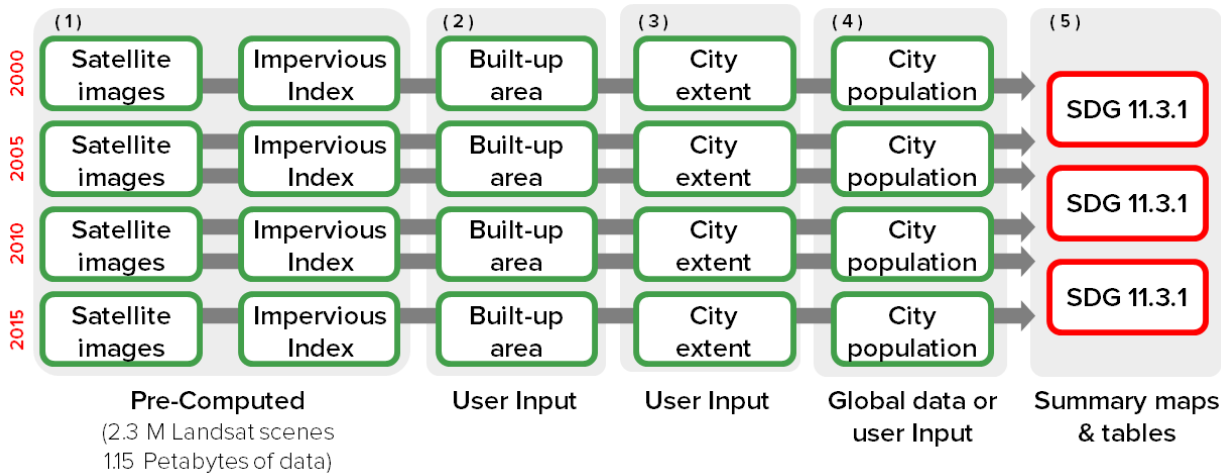 (1)
(2)
(3)
(4)
(5)
2000
Satellite
images
Impervious
Index
Built-up
area
City
extent
City
population
SDG 11.3.1
2005
Satellite
images
Impervious
Index
Built-up
area
City
extent
City
population
SDG 11.3.1
2010
Satellite
images
Impervious
Index
Built-up
area
City
extent
City
population
SDG 11.3.1
2015
Satellite
images
Impervious
Index
Built-up
area
City
extent
City
population
Pre-Computed
(2.3 M Landsat scenes
1.15 Petabytes of data)
User Input
User Input
Global data or
user Input
Summary maps
& tables